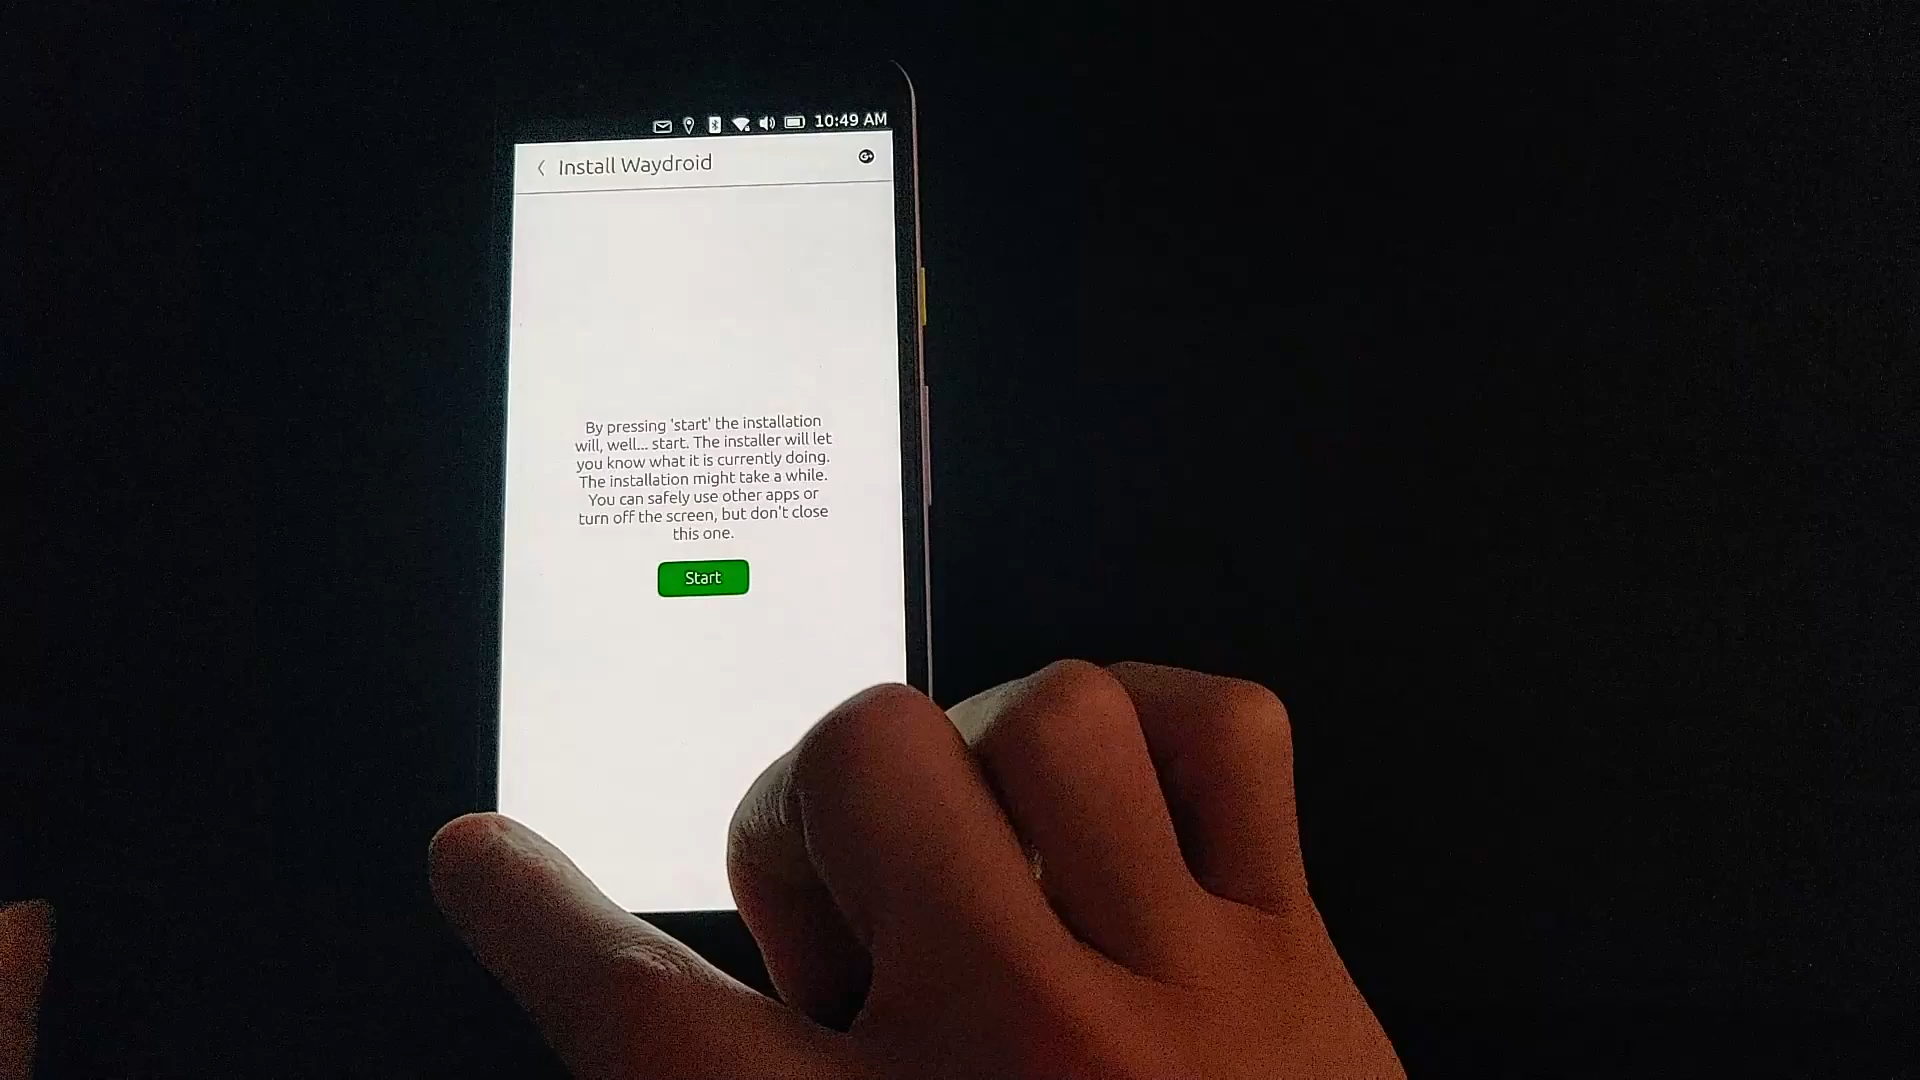 10:49 AM
Install Waydroid
G+
By pressing 'start' the installation
will, well... start. The installer will let
you know what it is currently doing.
The installation might take a while.
You can safely use other apps or
turn off the screen, but don't close
this one.
Start